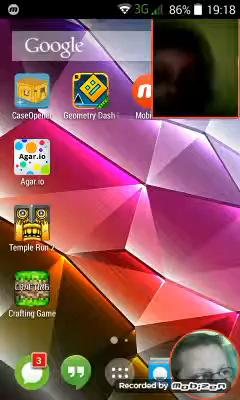 3G 86% 19:18
Google
CaseOpener
Geometry Dash
Mobi
Agar.io
Agar.io
Temple Run 2
Crafting Game
3
Recorded by Mobizen